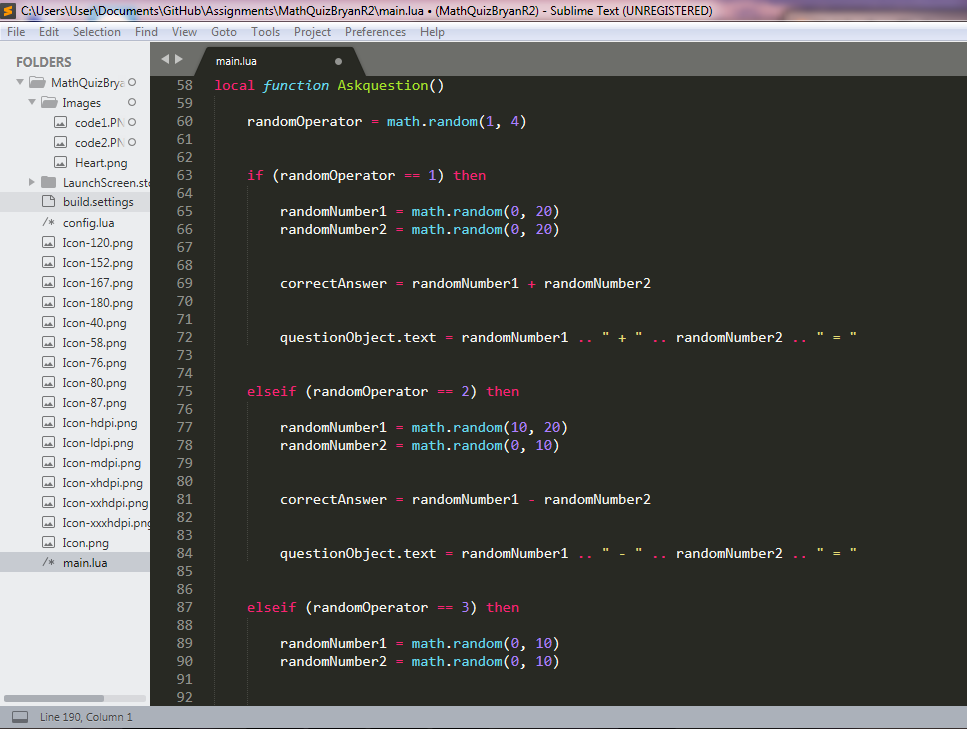 C:\Users\User\Documents\GitHub\Assignments\MathQuizBryanR2\main.lua • (MathQuizBryanR2) - Sublime Text (UNREGISTERED)
File Edit Selection Find View Goto Tools Project Preferences Help
FOLDERS
MathQuizBrya
Images
code1.PN
code2.PN
Heart.png
LaunchScreen.sto
build.settings
/* config.lua
Icon-120.png
Icon-152.png
Icon-167.png
Icon-180.png
Icon-40.png
Icon-58.png
Icon-76.png
Icon-80.png
Icon-87.png
Icon-hdpi.png
Icon-ldpi.png
Icon-mdpi.png
Icon-xhdpi.png
Icon-xxhdpi.png
Icon-xxxhdpi.png
Icon.png
/* main.lua
main.lua
58 local function Askquestion()
59
60 randomOperator = math.random(1, 4)
61
62
63 if (randomOperator == 1) then
64
65 randomNumber1 = math.random(0, 20)
66 randomNumber2 = math.random(0, 20)
67
68
69 correctAnswer = randomNumber1 + randomNumber2
70
71
72 questionObject.text = randomNumber1 .. " + " .. randomNumber2 .. " = "
73
74
75 elseif (randomOperator == 2) then
76
77 randomNumber1 = math.random(10, 20)
78 randomNumber2 = math.random(0, 10)
79
80
81 correctAnswer = randomNumber1 - randomNumber2
82
83
84 questionObject.text = randomNumber1 .. " - " .. randomNumber2 .. " = "
85
86
87 elseif (randomOperator == 3) then
88
89 randomNumber1 = math.random(0, 10)
90 randomNumber2 = math.random(0, 10)
91
92
Line 190, Column 1